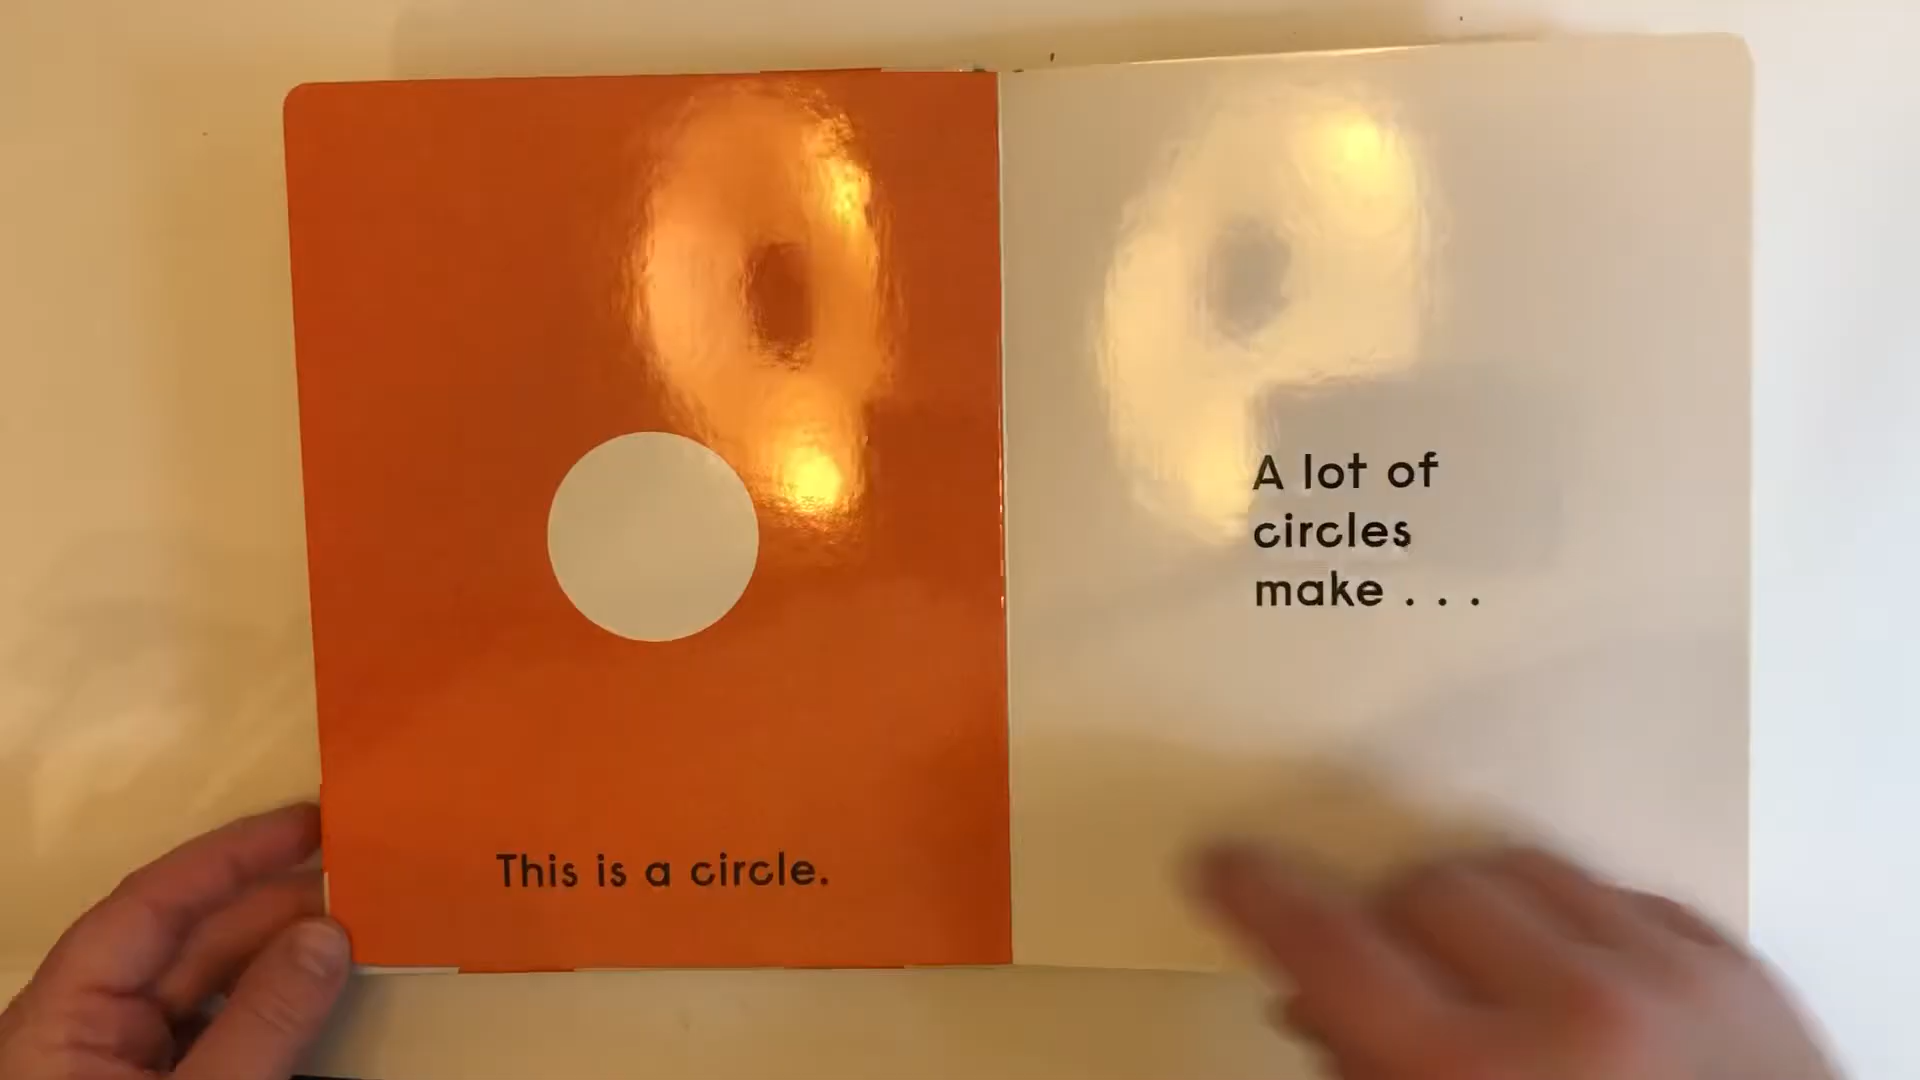 This is a circle.
A lot of
circles
make . . .